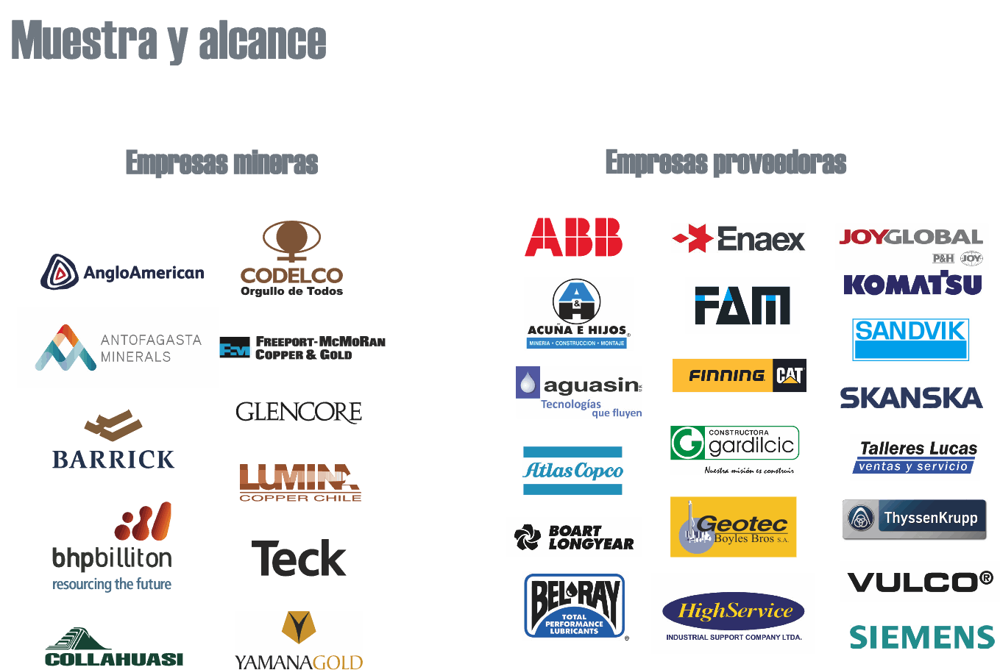 Muestra y alcance
Empresas mineras
AngloAmerican
CODELCO
Orgullo de Todos
ANTOFAGASTA
MINERALS
FREEPORT-MCMORAN
COPPER & GOLD
BARRICK
GLENCORE
LUMINA
COPPER CHILE
bhpbilliton
resourcing the future
Teck
COLLAHUASI
YAMANAGOLD
Empresas proveedoras
ABB
A&H
ACUÑA E HIJOS®
MINERIA • CONSTRUCCION • MONTAJE
aguasin M.R.
Tecnologías
que fluyen
Atlas Copco
BOART
LONGYEAR
BEL-RAY
TOTAL
PERFORMANCE
LUBRICANTS
®
Enaex
FAM
FINNING CAT
CONSTRUCTORA
G gardilcic
Nuestra misión es construir
Geotec
Boyles Bros S.A.
HighService
INDUSTRIAL SUPPORT COMPANY LTDA.
JOYGLOBAL
P&H JOY
KOMATSU
SANDVIK
SKANSKA
Talleres Lucas
ventas y servicio
ThyssenKrupp
VULCO®
SIEMENS